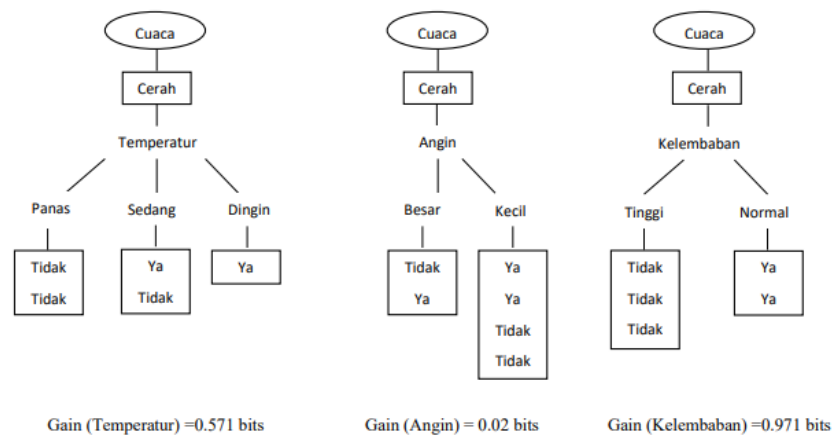 Cuaca
Cerah
Temperatur
Panas Sedang Dingin
Tidak
Tidak
Ya
Tidak
Ya
Gain (Temperatur) =0.571 bits
Cuaca
Cerah
Angin
Besar Kecil
Tidak
Ya
Ya
Ya
Tidak
Tidak
Gain (Angin) = 0.02 bits
Cuaca
Cerah
Kelembaban
Tinggi Normal
Tidak
Tidak
Tidak
Ya
Ya
Gain (Kelembaban) =0.971 bits